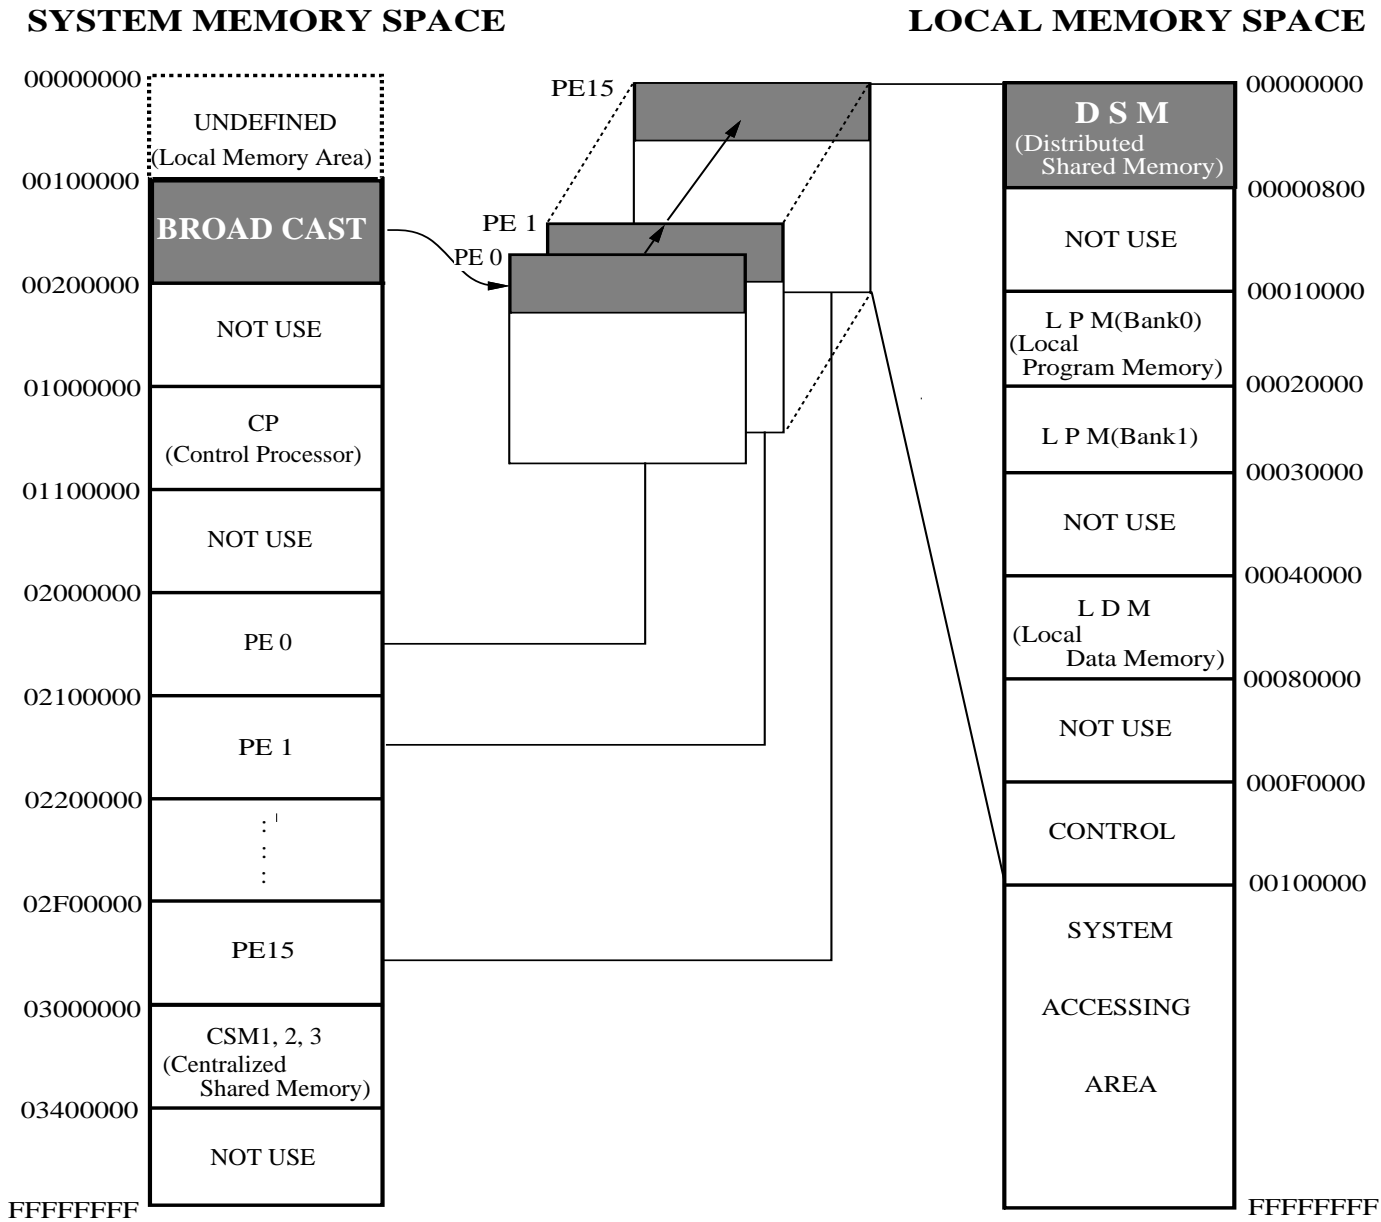 SYSTEM MEMORY SPACE
00000000
UNDEFINED
(Local Memory Area)
00100000
BROAD CAST
00200000
NOT USE
01000000
CP
(Control Processor)
01100000
NOT USE
02000000
PE 0
02100000
PE 1
02200000
02F00000
PE15
03000000
CSM1, 2, 3
(Centralized
Shared Memory)
03400000
NOT USE
FFFFFFFF
PE15
PE 1
PE 0
LOCAL MEMORY SPACE
00000000
D S M
(Distributed
Shared Memory)
00000800
NOT USE
00010000
L P M(Bank0)
(Local
Program Memory)
00020000
L P M(Bank1)
00030000
NOT USE
00040000
L D M
(Local
Data Memory)
00080000
NOT USE
000F0000
CONTROL
00100000
SYSTEM
ACCESSING
AREA
FFFFFFFF